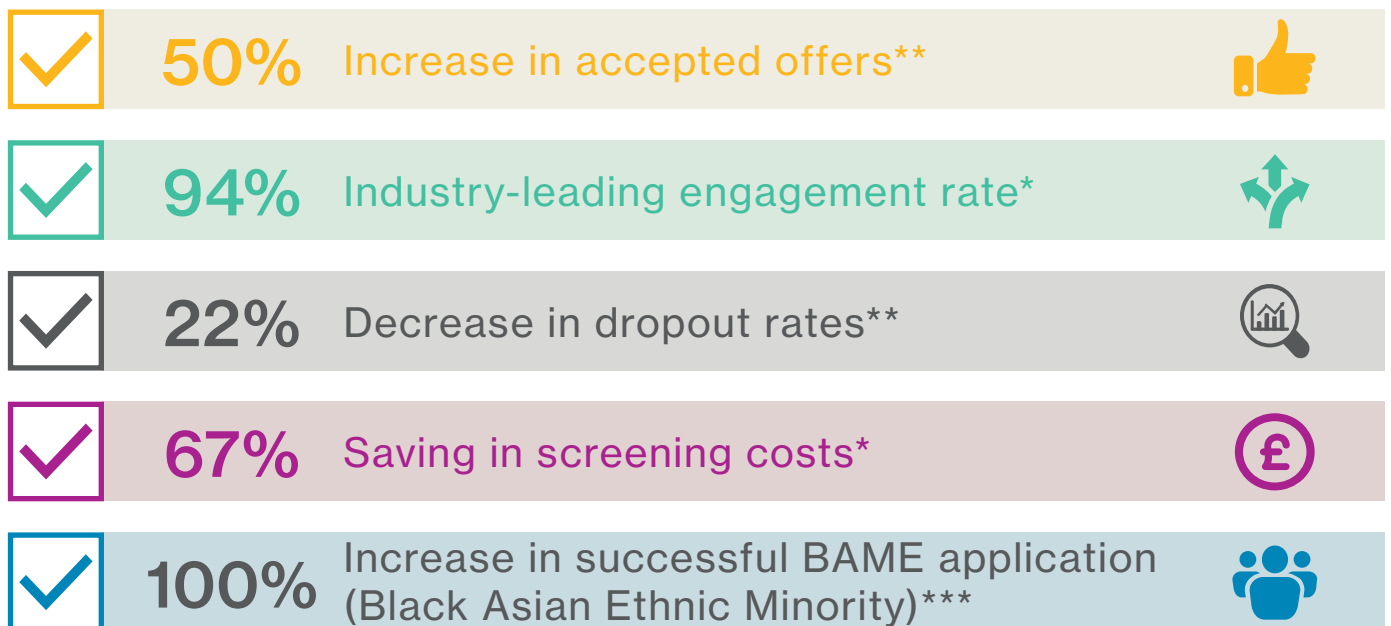 50% Increase in accepted offers**
94% Industry-leading engagement rate*
22% Decrease in dropout rates**
67% Saving in screening costs*
£
100% Increase in successful BAME application
(Black Asian Ethnic Minority)***